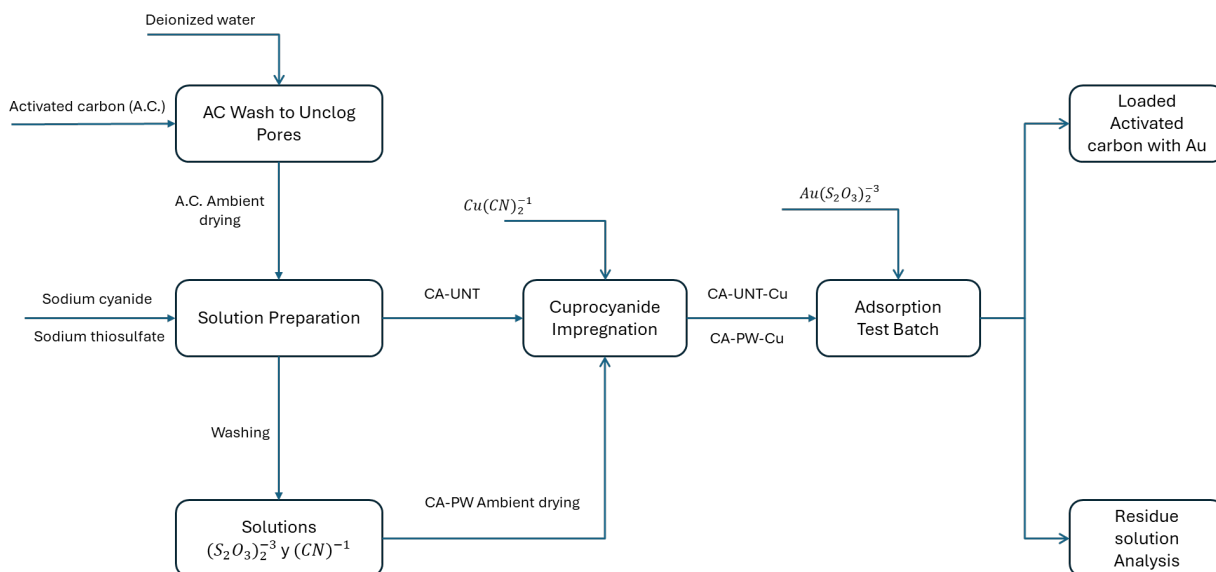 Deionized water
Activated carbon (A.C.)
AC Wash to Unclog
Pores
Loaded
Activated
carbon with Au
A.C. Ambient
drying
Cu(CN)₂⁻¹
Au(S₂O₃)₂⁻³
Sodium cyanide
Sodium thiosulfate
Solution Preparation
CA-UNT
Cuprocyanide
Impregnation
CA-UNT-Cu
CA-PW-Cu
Adsorption
Test Batch
Washing
CA-PW Ambient drying
Solutions
(S₂O₃)₂⁻³ y (CN)⁻¹
Residue
solution
Analysis